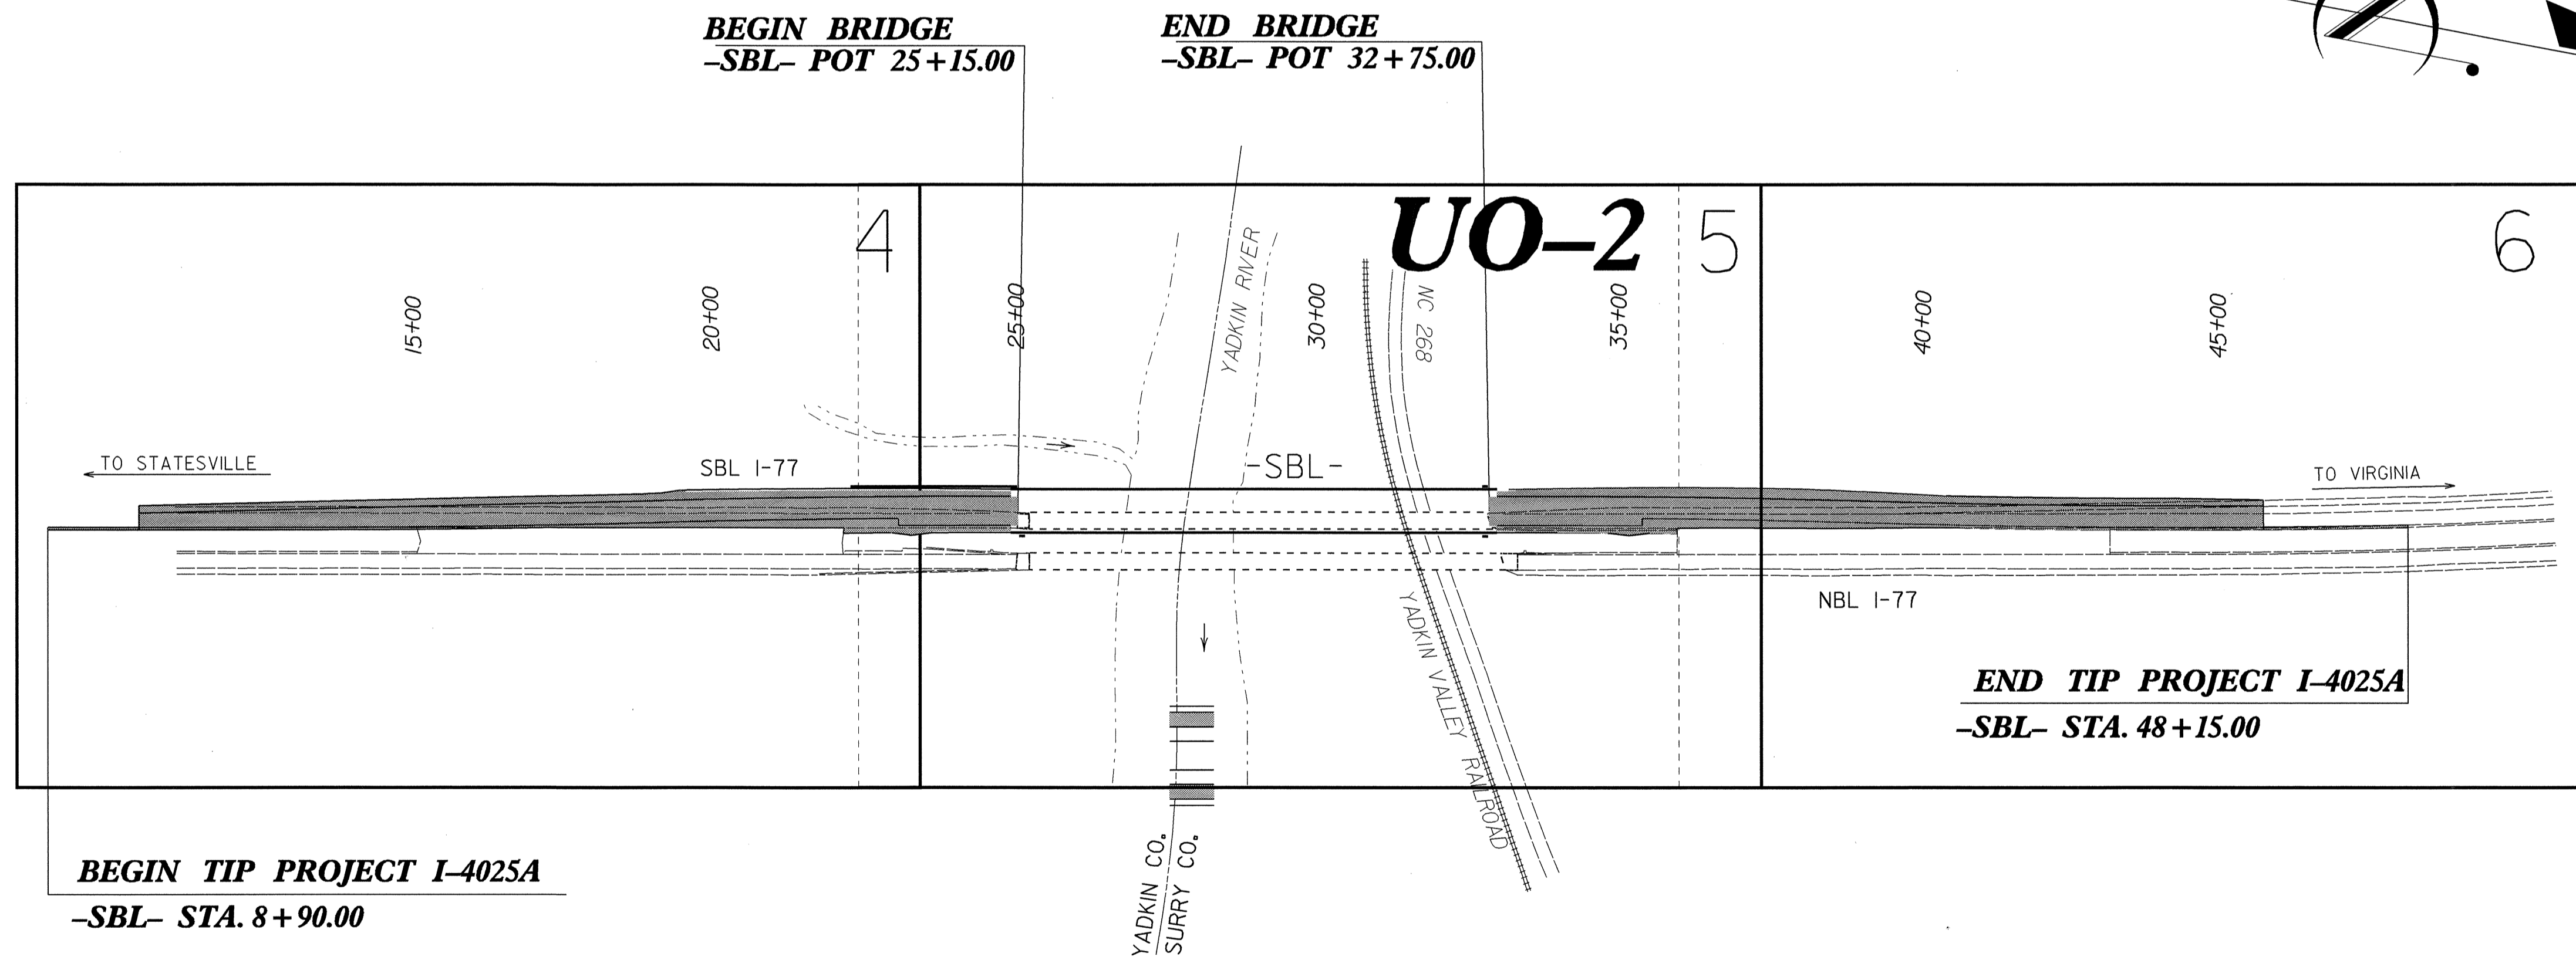 BEGIN BRIDGE
–SBL– POT 25+15.00
END BRIDGE
–SBL– POT 32+75.00
4
UO–2
5
6
15+00
20+00
25+00
30+00
35+00
40+00
45+00
YADKIN RIVER
NC 268
TO STATESVILLE
SBL I-77
-SBL-
TO VIRGINIA
NBL I-77
YADKIN VALLEY RAILROAD
END TIP PROJECT I–4025A
–SBL– STA. 48+15.00
BEGIN TIP PROJECT I–4025A
–SBL– STA. 8+90.00
YADKIN CO.
SURRY CO.